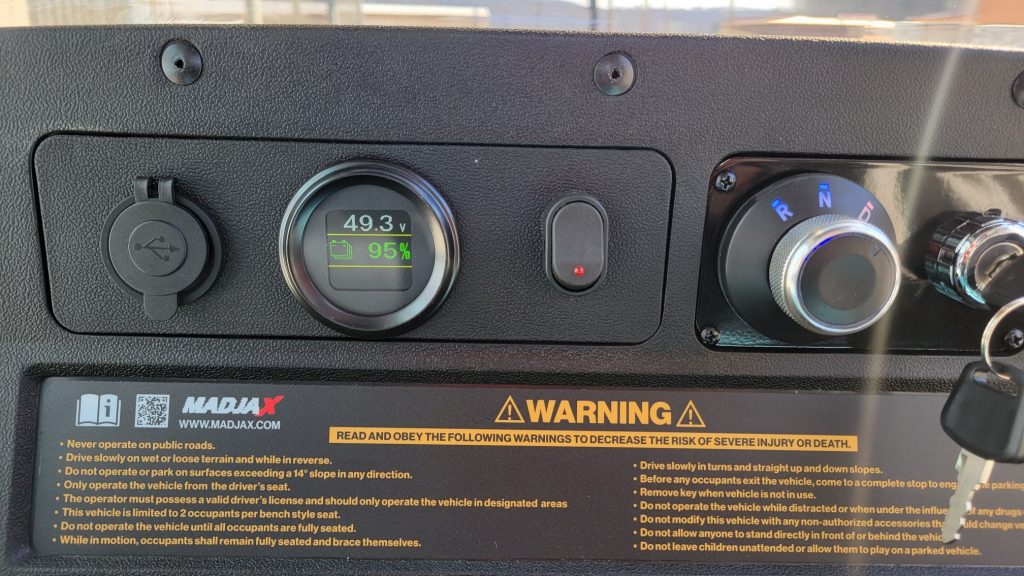 49.3 v
95%
R N D
MADJAX
WWW.MADJAX.COM
WARNING
READ AND OBEY THE FOLLOWING WARNINGS TO DECREASE THE RISK OF SEVERE INJURY OR DEATH.
• Never operate on public roads.
• Drive slowly on wet or loose terrain and while in reverse.
• Do not operate or park on surfaces exceeding a 14° slope in any direction.
• Only operate the vehicle from the driver's seat.
• The operator must possess a valid driver's license and should only operate the vehicle in designated areas
• This vehicle is limited to 2 occupants per bench style seat.
• Do not operate the vehicle until all occupants are fully seated.
• While in motion, occupants shall remain fully seated and brace themselves.
• Drive slowly in turns and straight up and down slopes.
• Before any occupants exit the vehicle, come to a complete stop to parking
• Remove key when vehicle is not in use.
• Do not operate the vehicle while distracted or when under the influence of any drugs
• Do not modify this vehicle with any non-authorized accessories change
• Do not allow anyone to stand directly in front of or behind the vehicle
• Do not leave children unattended or allow them to play on a parked vehicle.